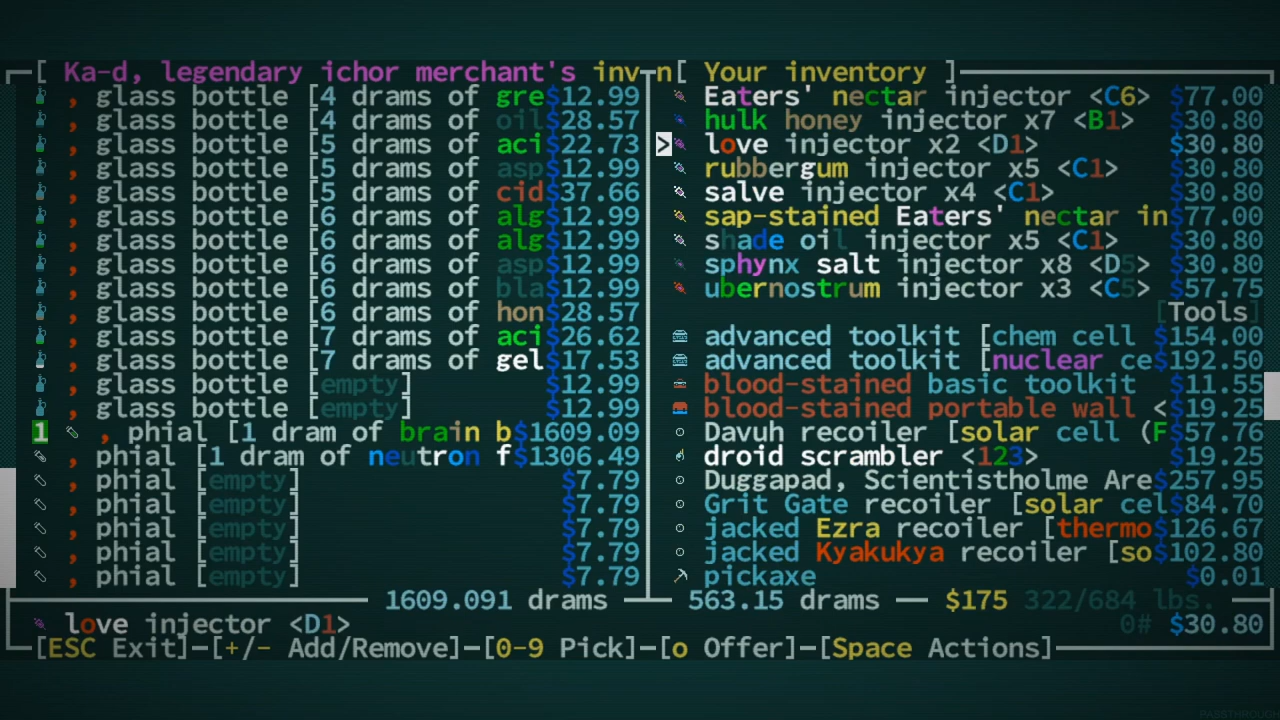 [ Ka-d, legendary ichor merchant's inv
, glass bottle [4 drams of gre$12.99
, glass bottle [4 drams of oil$28.57
, glass bottle [5 drams of aci$22.73
, glass bottle [5 drams of asp$12.99
, glass bottle [5 drams of cid$37.66
, glass bottle [6 drams of alg$12.99
, glass bottle [6 drams of alg$12.99
, glass bottle [6 drams of asp$12.99
, glass bottle [6 drams of bla$12.99
, glass bottle [6 drams of hon$28.57
, glass bottle [7 drams of aci$26.62
, glass bottle [7 drams of gel$17.53
, glass bottle [empty] $12.99
, glass bottle [empty] $12.99
1 , phial [1 dram of brain b$1609.09
, phial [1 dram of neutron f$1306.49
, phial [empty] $7.79
, phial [empty] $7.79
, phial [empty] $7.79
, phial [empty] $7.79
, phial [empty] $7.79
1609.091 drams
n[ Your inventory ]
Eaters' nectar injector <C6> $77.00
hulk honey injector x7 <B1> $30.80
> love injector x2 <D1> $30.80
rubbergum injector x5 <C1> $30.80
salve injector x4 <C1> $30.80
sap-stained Eaters' nectar in$77.00
shade oil injector x5 <C1> $30.80
sphynx salt injector x8 <D5> $30.80
ubernostrum injector x3 <C5> $57.75
[Tools]
advanced toolkit [chem cell $154.00
advanced toolkit [nuclear ce$192.50
blood-stained basic toolkit $11.55
blood-stained portable wall <$19.25
Davuh recoiler [solar cell (F$57.76
droid scrambler <123> $19.25
Duggapad, Scientistholme Are$257.95
Grit Gate recoiler [solar cel$84.70
jacked Ezra recoiler [thermo$126.67
jacked Kyakukya recoiler [so$102.80
pickaxe $0.01
563.15 drams — $175 322/684 lbs.
love injector <D1> 0# $30.80
[ESC Exit]-[+/- Add/Remove]-[0-9 Pick]-[o Offer]-[Space Actions]